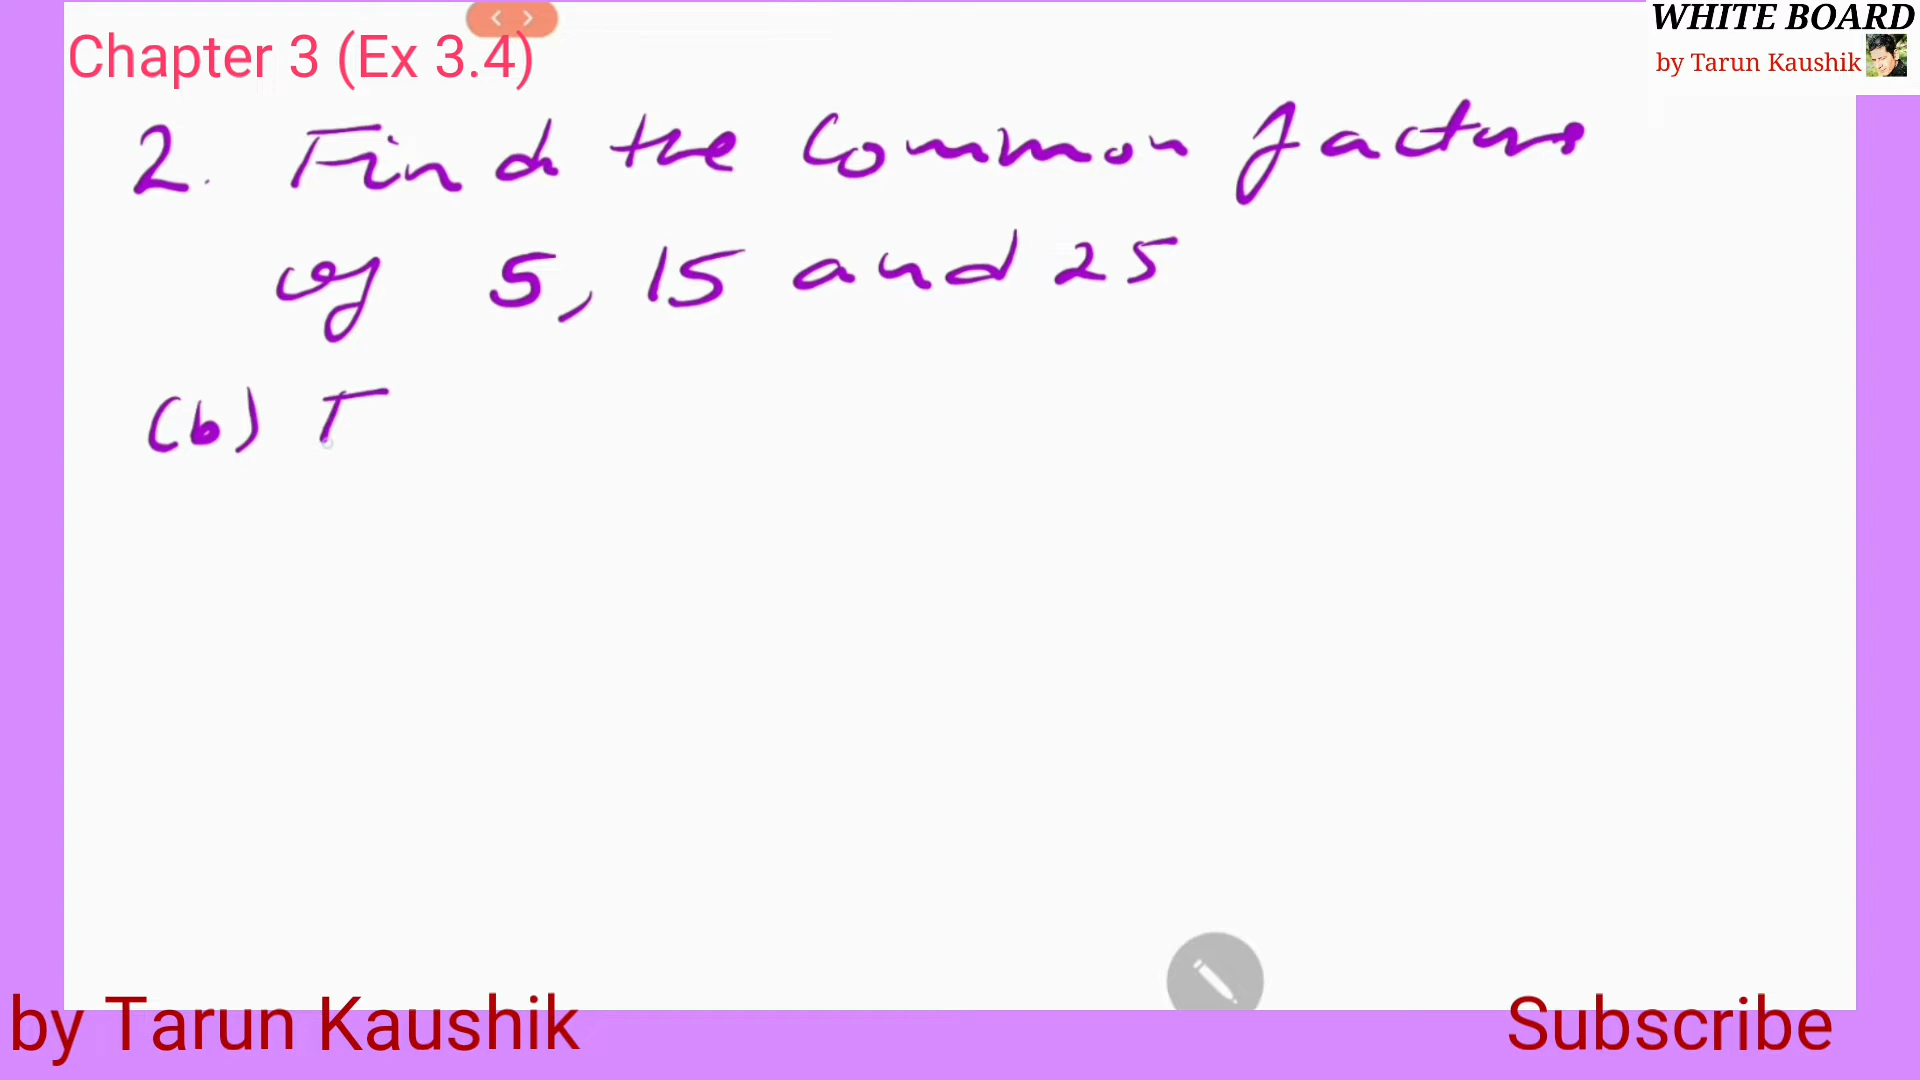 WHITE BOARD
by Tarun Kaushik
Chapter 3 (Ex 3.4)
2. Find the Common factors
of 5, 15 and 25
(b) F
by Tarun Kaushik
Subscribe